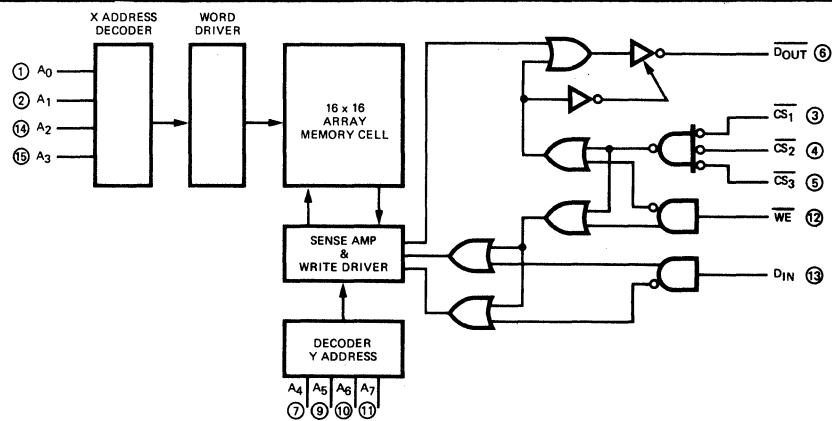 X ADDRESS
DECODER
WORD
DRIVER
① A0
② A1
⑭ A2
⑮ A3
16 x 16
ARRAY
MEMORY CELL
SENSE AMP
&
WRITE DRIVER
DECODER
Y ADDRESS
A4 A5 A6 A7
⑦ ⑨ ⑩ ⑪
DOUT ⑥
CS1 ③
CS2 ④
CS3 ⑤
WE ⑫
DIN ⑬